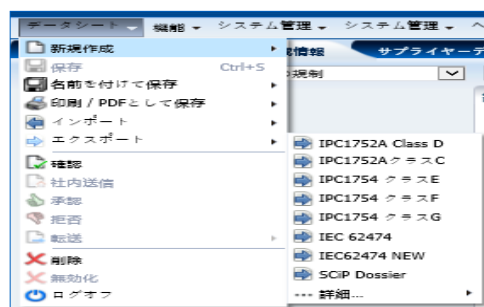 データシート 機能 システム管理 システム管理 ヘ
新規作成 情報 サプライヤーデ
保存 Ctrl+S 規制
名前を付けて保存
印刷 / PDFとして保存
インポート
エクスポート
IPC1752A Class D
確認 IPC1752AクラスC
社内送信 IPC1754 クラスE
承認 IPC1754 クラスF
拒否 IPC1754 クラスG
転送 IEC 62474
削除 IEC62474 NEW
無効化 SCiP Dossier
ログオフ 詳細...